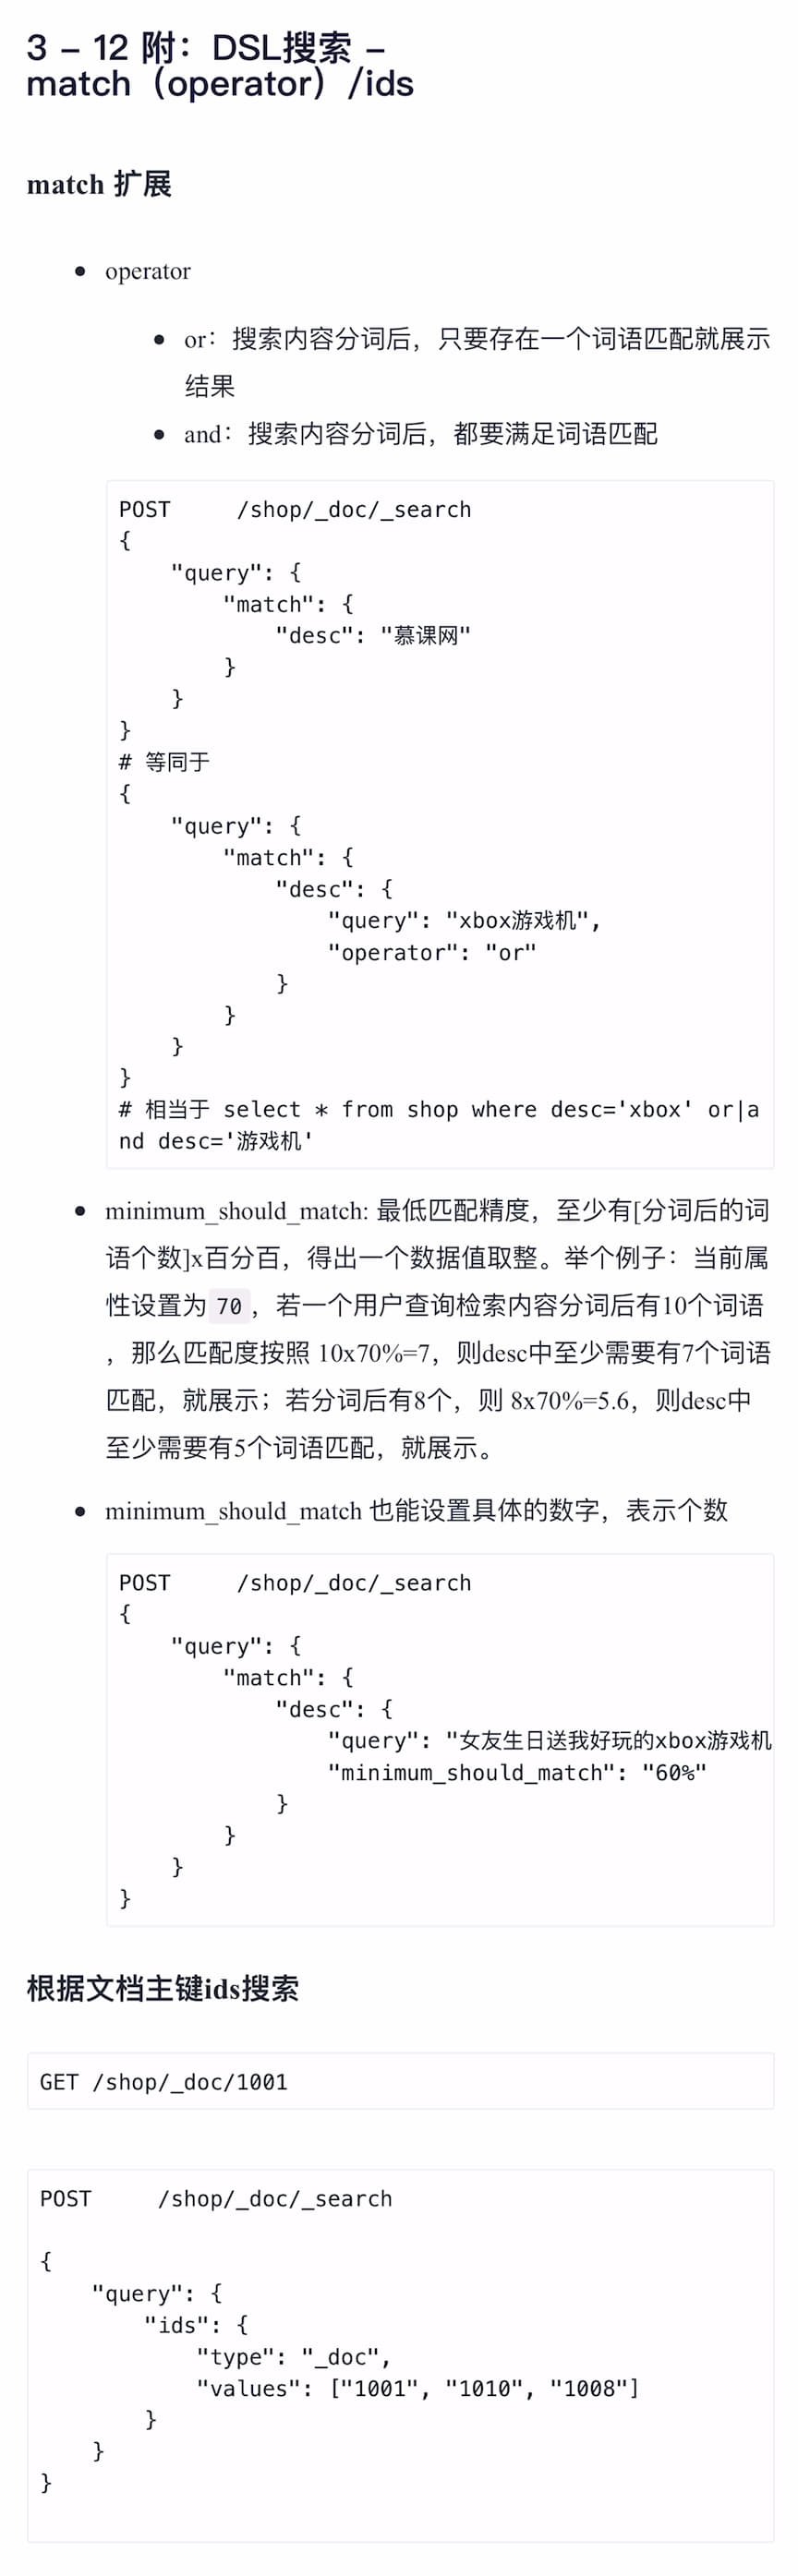 3 - 12 附：DSL搜索 -
match（operator）/ids
match 扩展
operator
or：搜索内容分词后，只要存在一个词语匹配就展示
结果
and：搜索内容分词后，都要满足词语匹配
POST     /shop/_doc/_search
{
    "query": {
        "match": {
            "desc": "慕课网"
        }
    }
}
# 等同于
{
    "query": {
        "match": {
            "desc": {
                "query": "xbox游戏机",
                "operator": "or"
            }
        }
    }
}
# 相当于 select * from shop where desc='xbox' or|a
nd desc='游戏机'
minimum_should_match: 最低匹配精度，至少有[分词后的词
语个数]x百分百，得出一个数据值取整。举个例子：当前属
性设置为 70 ，若一个用户查询检索内容分词后有10个词语
，那么匹配度按照 10x70%=7，则desc中至少需要有7个词语
匹配，就展示；若分词后有8个，则 8x70%=5.6，则desc中
至少需要有5个词语匹配，就展示。
minimum_should_match 也能设置具体的数字，表示个数
POST     /shop/_doc/_search
{
    "query": {
        "match": {
            "desc": {
                "query": "女友生日送我好玩的xbox游戏机
                "minimum_should_match": "60%"
            }
        }
    }
}
根据文档主键ids搜索
GET /shop/_doc/1001
POST     /shop/_doc/_search
{
    "query": {
        "ids": {
            "type": "_doc",
            "values": ["1001", "1010", "1008"]
        }
    }
}